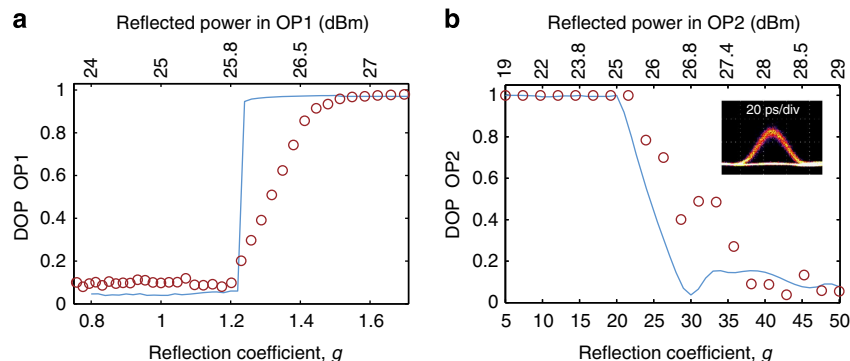 a
Reflected power in OP1 (dBm)
24 25 25.8 26.5 27
DOP OP1
1
0.8
0.6
0.4
0.2
0
0.8 1 1.2 1.4 1.6
Reflection coefficient, g
b
Reflected power in OP2 (dBm)
19 22 23.8 25 26 26.8 27.4 28 28.5 29
DOP OP2
1
0.8
0.6
0.4
0.2
0
20 ps/div
5 10 15 20 25 30 35 40 45 50
Reflection coefficient, g